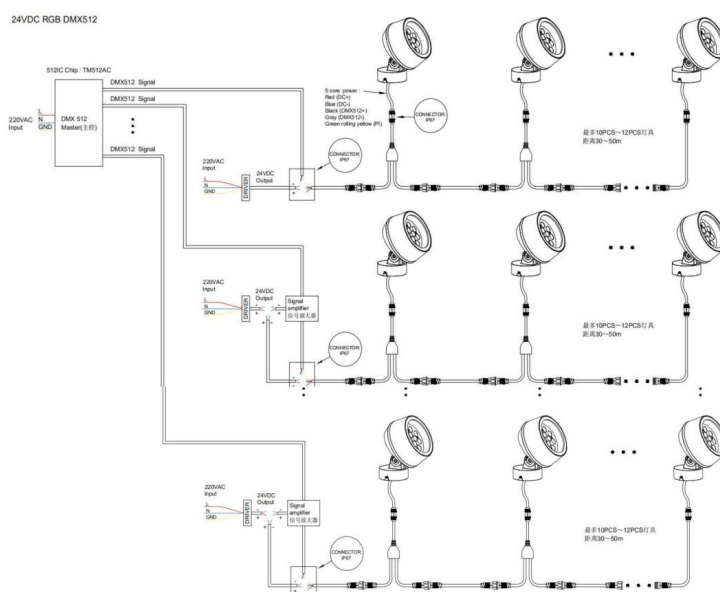 24VDC RGB DMX512
512IC Chip : TM512AC
DMX512 Signal
DMX512 Signal
DMX512 Signal
220VAC
Input
L
N
GND
DMX 512
Master(主控)
5 core power :
Red (DC+)
Blue (DC-)
Black (DMX512+)
Gray (DMX512-)
Green rolling yellow (PI)
CONNECTOR:
IP67
CONNECTOR:
IP67
220VAC
Input
L
N
GND
DRIVER
24VDC
Output
最多10PCS～12PCS灯具
距离30～50m
220VAC
Input
L
N
GND
DRIVER
24VDC
Output
Signal
amplifier
信号放大器
CONNECTOR:
IP67
最多10PCS～12PCS灯具
距离30～50m
220VAC
Input
L
N
GND
DRIVER
24VDC
Output
Signal
amplifier
信号放大器
CONNECTOR:
IP67
最多10PCS～12PCS灯具
距离30～50m